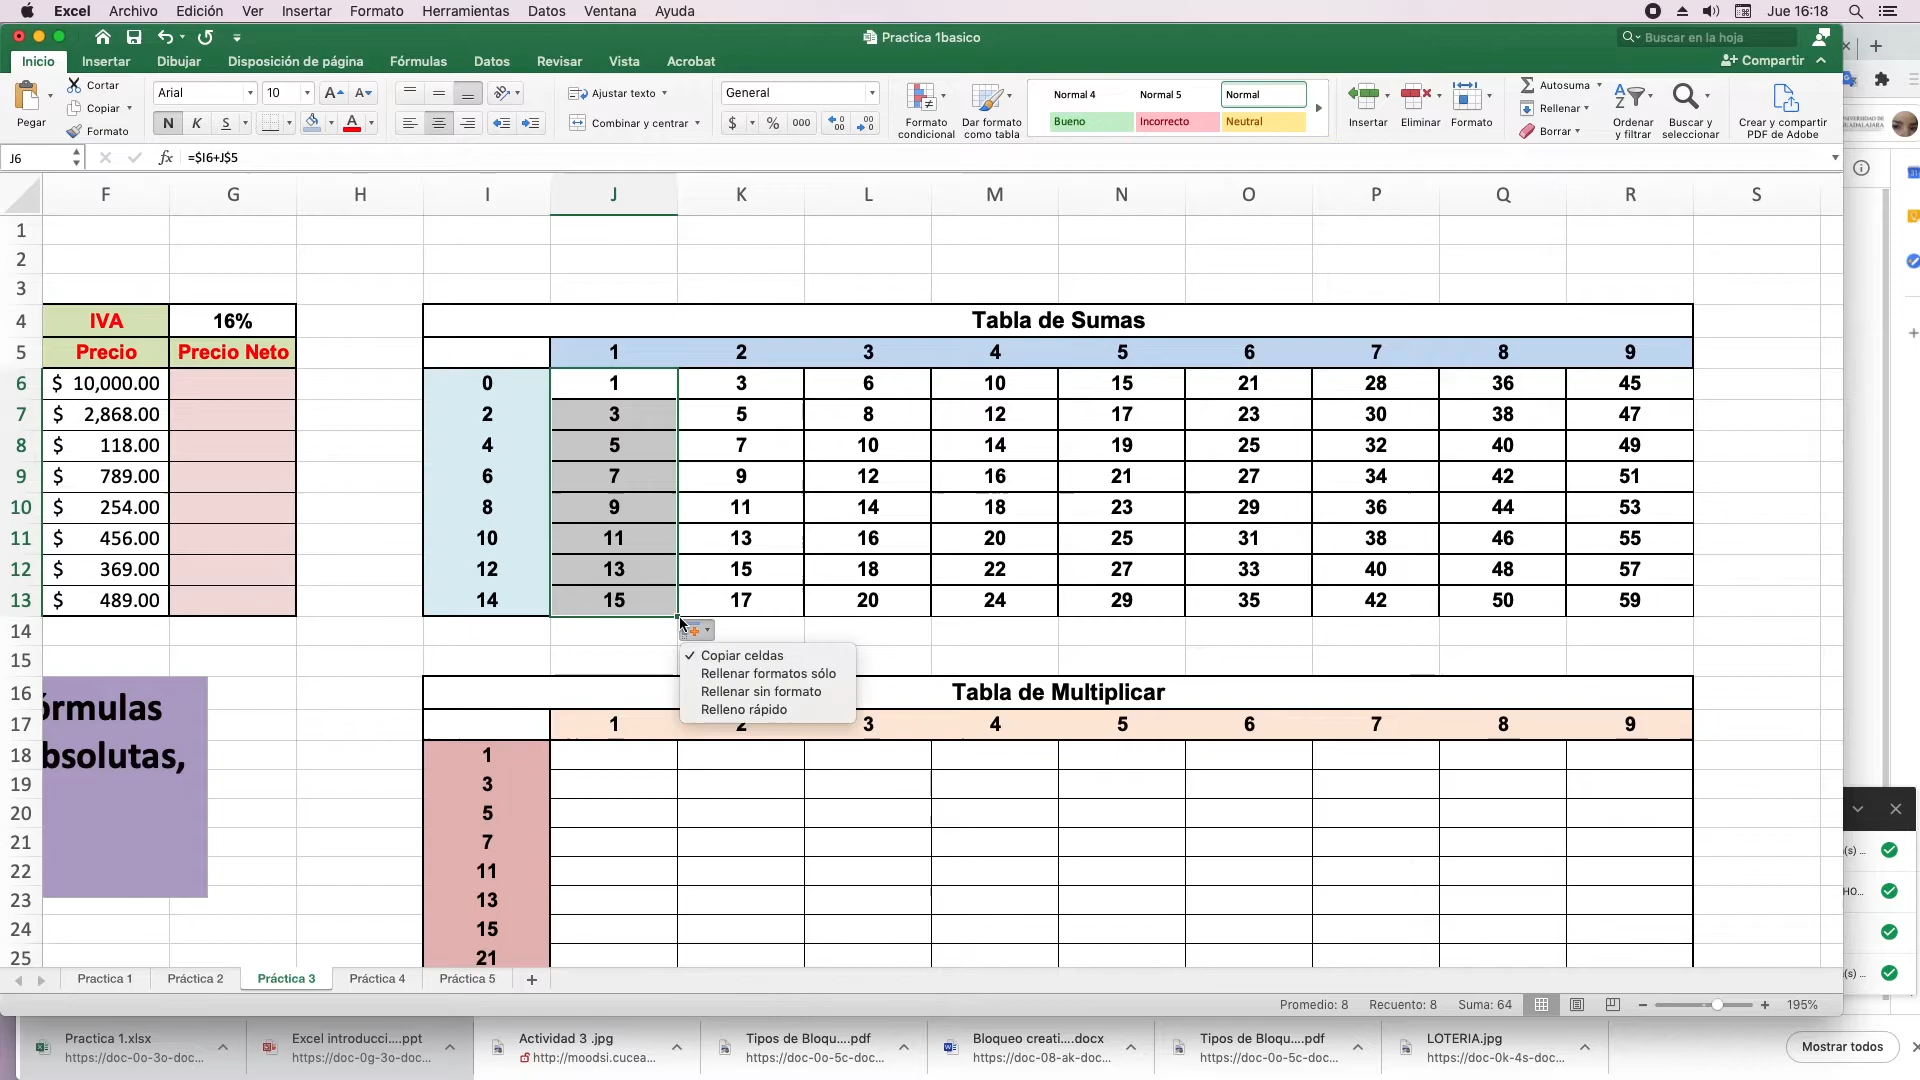 Excel Archivo Edición Ver Insertar Formato Herramientas Datos Ventana Ayuda Jue 16:18
Practica 1basico
Buscar en la hoja
Inicio Insertar Dibujar Disposición de página Fórmulas Datos Revisar Vista Acrobat Compartir
Pegar
Cortar
Copiar
Formato
Arial 10
N K S
Ajustar texto
Combinar y centrar
General
$ % 000
Formato condicional
Dar formato como tabla
Normal 4 Normal 5 Normal
Bueno Incorrecto Neutral
Insertar Eliminar Formato
Autosuma
Rellenar
Borrar
Ordenar y filtrar
Buscar y seleccionar
Crear y compartir PDF de Adobe
J6 fx =$I6+J$5
F G H I J K L M N O P Q R S
1
2
3
4 IVA 16% Tabla de Sumas
5 Precio Precio Neto 1 2 3 4 5 6 7 8 9
6 $ 10,000.00 0 1 3 6 10 15 21 28 36 45
7 $ 2,868.00 2 3 5 8 12 17 23 30 38 47
8 $ 118.00 4 5 7 10 14 19 25 32 40 49
9 $ 789.00 6 7 9 12 16 21 27 34 42 51
10 $ 254.00 8 9 11 14 18 23 29 36 44 53
11 $ 456.00 10 11 13 16 20 25 31 38 46 55
12 $ 369.00 12 13 15 18 22 27 33 40 48 57
13 $ 489.00 14 15 17 20 24 29 35 42 50 59
14
15
Copiar celdas
Rellenar formatos sólo
Rellenar sin formato
Relleno rápido
16 órmulas Tabla de Multiplicar
17 bsolutas, 1 2 3 4 5 6 7 8 9
18 1
19 3
20 5
21 7
22 11
23 13
24 15
25 21
Practica 1 Práctica 2 Práctica 3 Práctica 4 Práctica 5
Promedio: 8 Recuento: 8 Suma: 64 195%
Practica 1.xlsx
https://doc-0o-3o-doc...
Excel introducci....ppt
https://doc-0g-3o-doc...
Actividad 3 .jpg
http://moodsi.cucea...
Tipos de Bloqu....pdf
https://doc-0o-5c-doc...
Bloqueo creati....docx
https://doc-08-ak-doc...
Tipos de Bloqu....pdf
https://doc-0o-5c-doc...
LOTERIA.jpg
https://doc-0k-4s-doc...
Mostrar todos